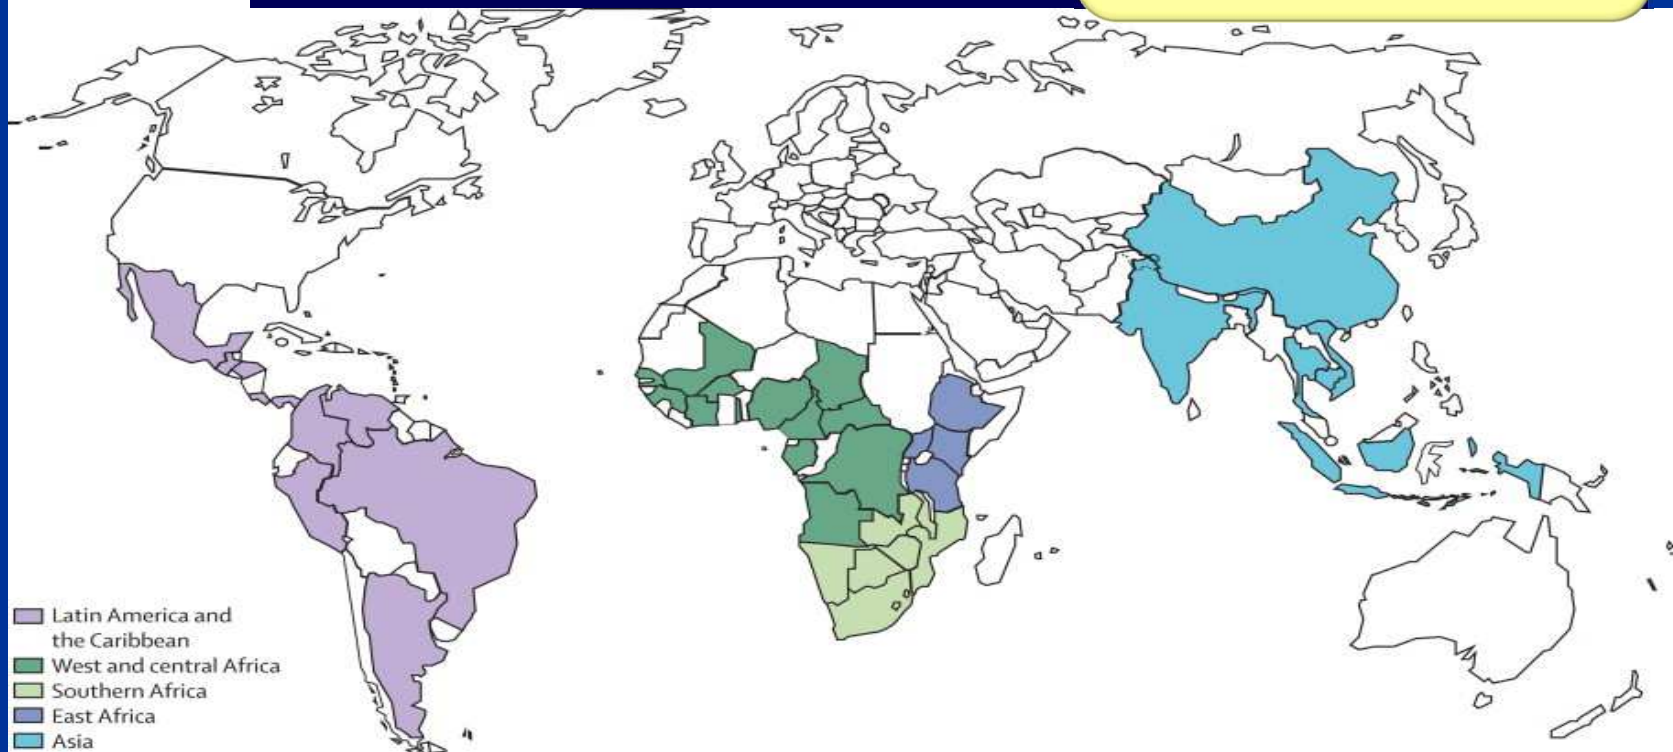 Latin America and
the Caribbean
West and central Africa
Southern Africa
East Africa
Asia